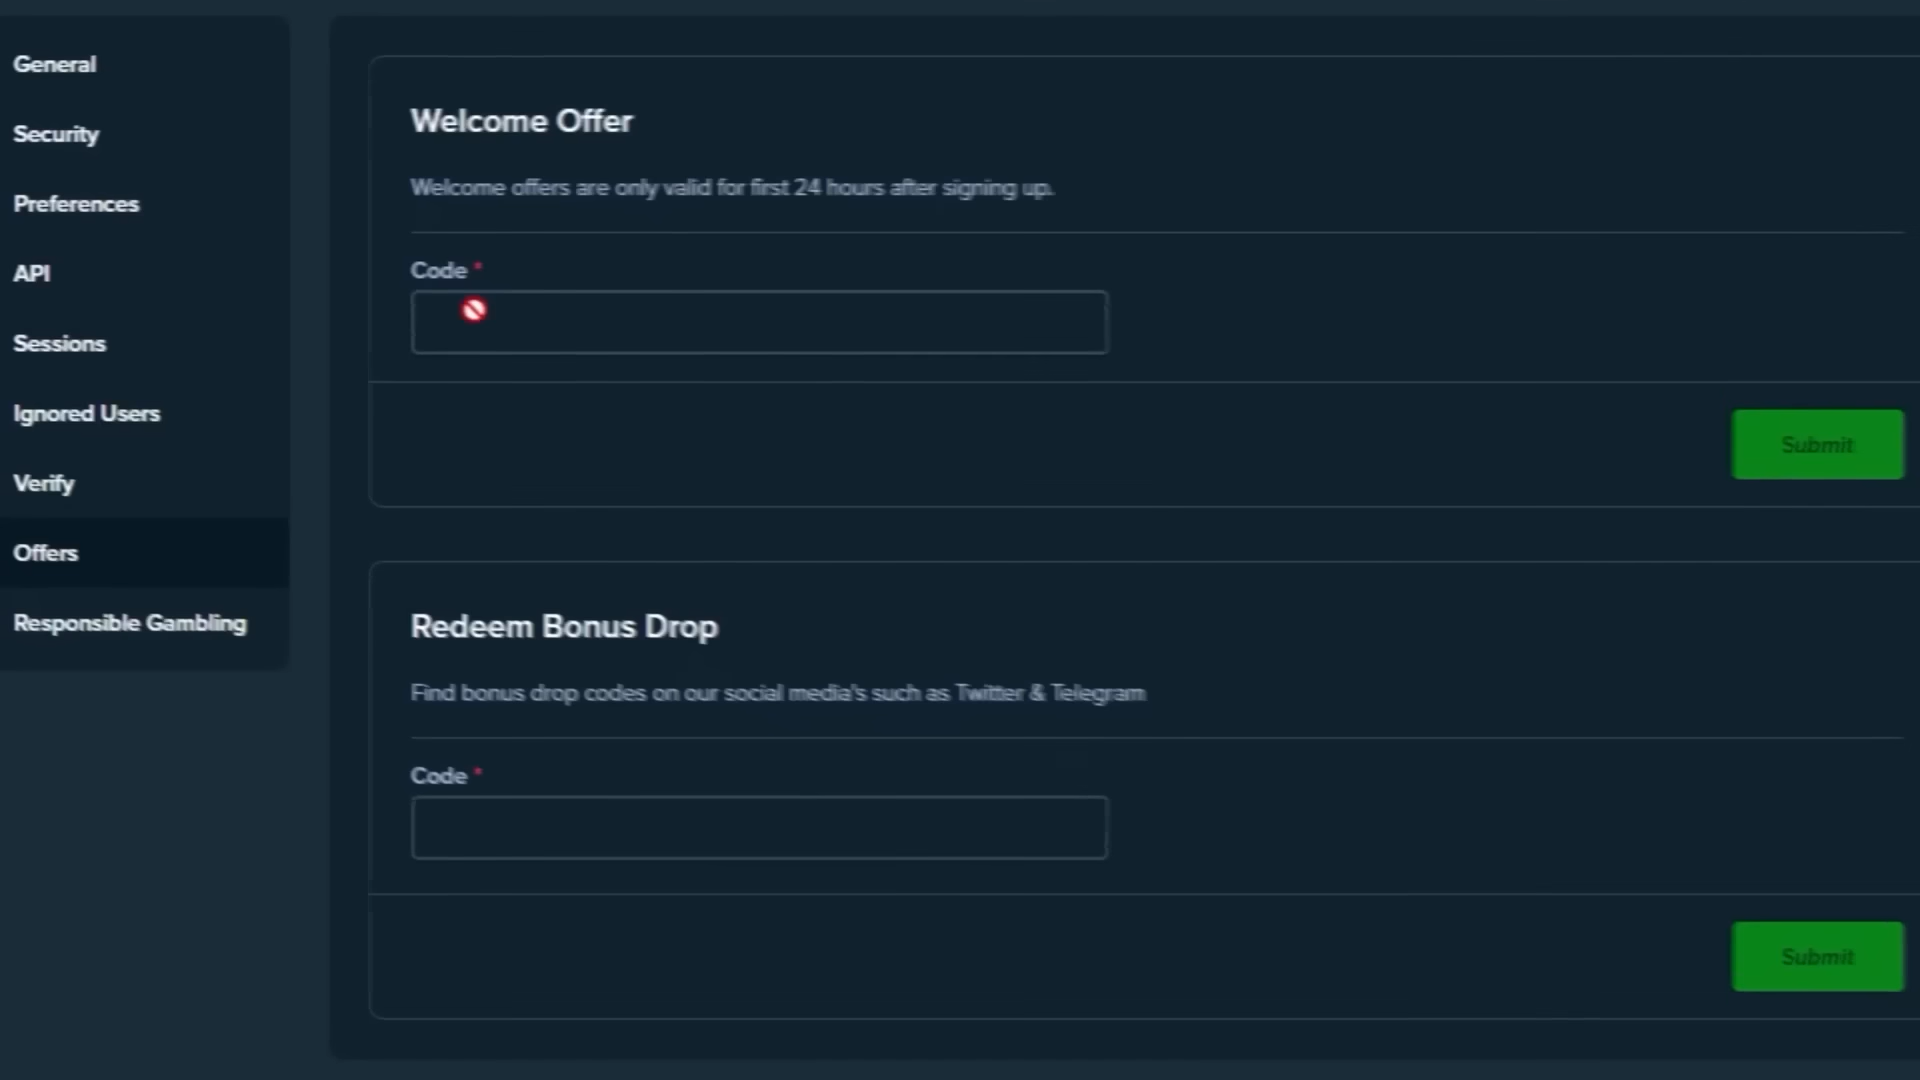 General
Security
Preferences
API
Sessions
Ignored Users
Verify
Offers
Responsible Gambling
Welcome Offer
Welcome offers are only valid for first 24 hours after signing up.
Code *
Submit
Redeem Bonus Drop
Find bonus drop codes on our social media's such as Twitter & Telegram
Code *
Submit